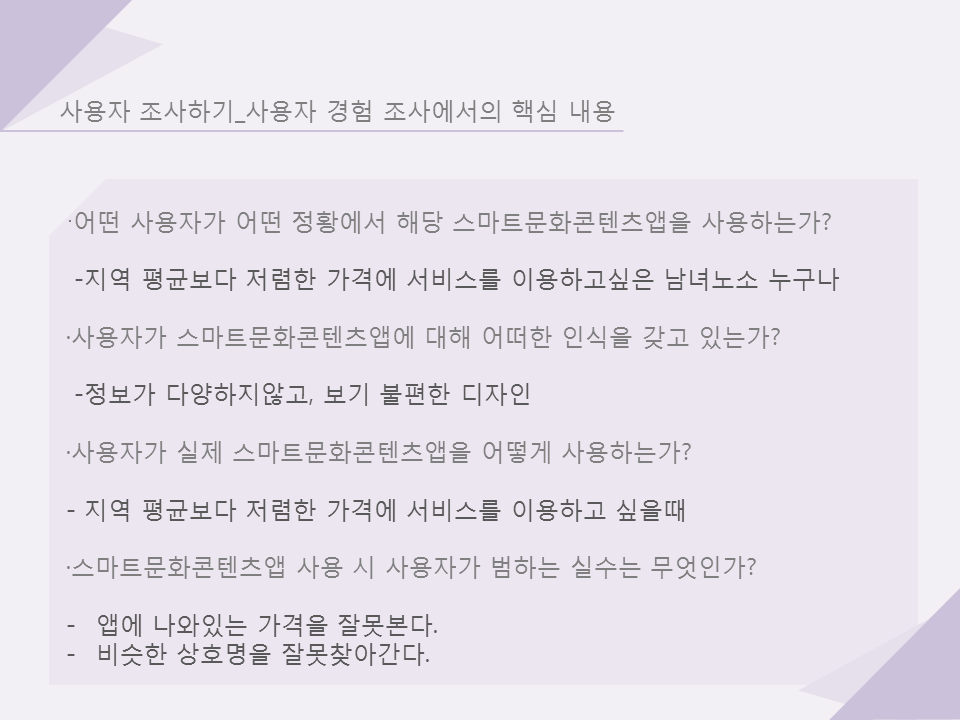 사용자 조사하기_사용자 경험 조사에서의 핵심 내용
·어떤 사용자가 어떤 정황에서 해당 스마트문화콘텐츠앱을 사용하는가?
-지역 평균보다 저렴한 가격에 서비스를 이용하고싶은 남녀노소 누구나
·사용자가 스마트문화콘텐츠앱에 대해 어떠한 인식을 갖고 있는가?
-정보가 다양하지않고, 보기 불편한 디자인
·사용자가 실제 스마트문화콘텐츠앱을 어떻게 사용하는가?
- 지역 평균보다 저렴한 가격에 서비스를 이용하고 싶을때
·스마트문화콘텐츠앱 사용 시 사용자가 범하는 실수는 무엇인가?
- 앱에 나와있는 가격을 잘못본다.
- 비슷한 상호명을 잘못찾아간다.